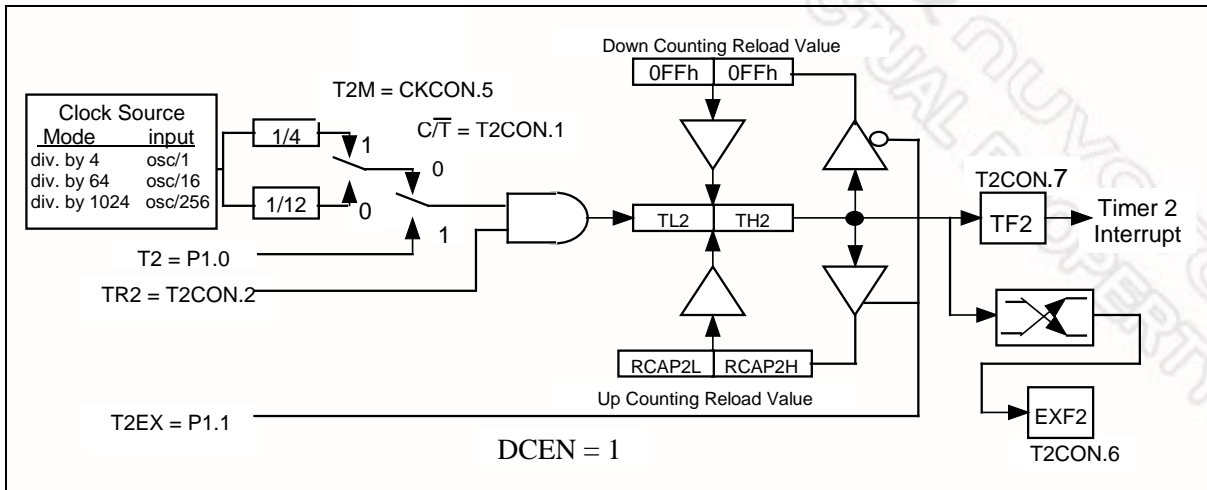 Down Counting Reload Value
0FFh 0FFh
T2M = CKCON.5
C/T̅ = T2CON.1
Clock Source
Mode input
div. by 4 osc/1
div. by 64 osc/16
div. by 1024 osc/256
1/4
1/12
1
0
0
1
T2 = P1.0
TR2 = T2CON.2
TL2 TH2
T2CON.7
TF2
Timer 2
Interrupt
RCAP2L RCAP2H
Up Counting Reload Value
T2EX = P1.1
DCEN = 1
EXF2
T2CON.6